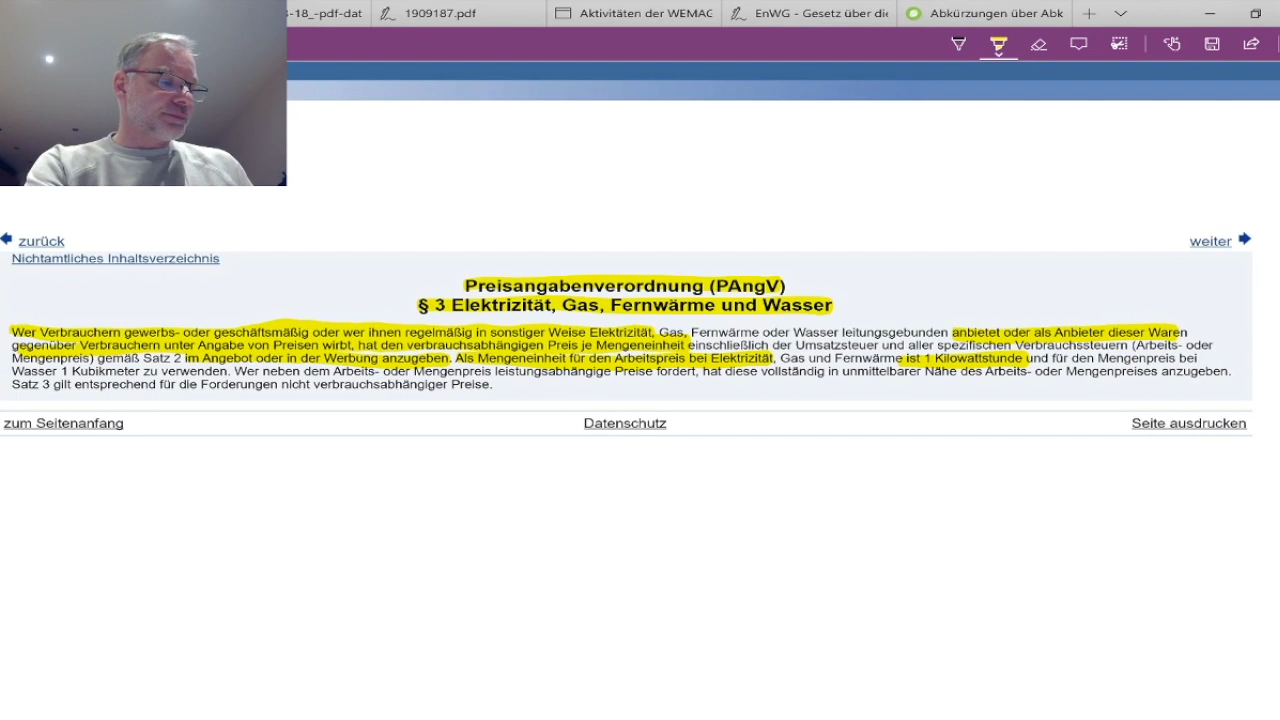 -18_-pdf-dat
1909187.pdf
Aktivitäten der WEMAC
EnWG - Gesetz über die
Abkürzungen über Abk
zurück
weiter
Nichtamtliches Inhaltsverzeichnis
Preisangabenverordnung (PAngV)
§ 3 Elektrizität, Gas, Fernwärme und Wasser
Wer Verbrauchern gewerbs- oder geschäftsmäßig oder wer ihnen regelmäßig in sonstiger Weise Elektrizität, Gas, Fernwärme oder Wasser leitungsgebunden anbietet oder als Anbieter dieser Waren
gegenüber Verbrauchern unter Angabe von Preisen wirbt, hat den verbrauchsabhängigen Preis je Mengeneinheit einschließlich der Umsatzsteuer und aller spezifischen Verbrauchssteuern (Arbeits- oder
Mengenpreis) gemäß Satz 2 im Angebot oder in der Werbung anzugeben. Als Mengeneinheit für den Arbeitspreis bei Elektrizität, Gas und Fernwärme ist 1 Kilowattstunde und für den Mengenpreis bei
Wasser 1 Kubikmeter zu verwenden. Wer neben dem Arbeits- oder Mengenpreis leistungsabhängige Preise fordert, hat diese vollständig in unmittelbarer Nähe des Arbeits- oder Mengenpreises anzugeben.
Satz 3 gilt entsprechend für die Forderungen nicht verbrauchsabhängiger Preise.
zum Seitenanfang
Datenschutz
Seite ausdrucken